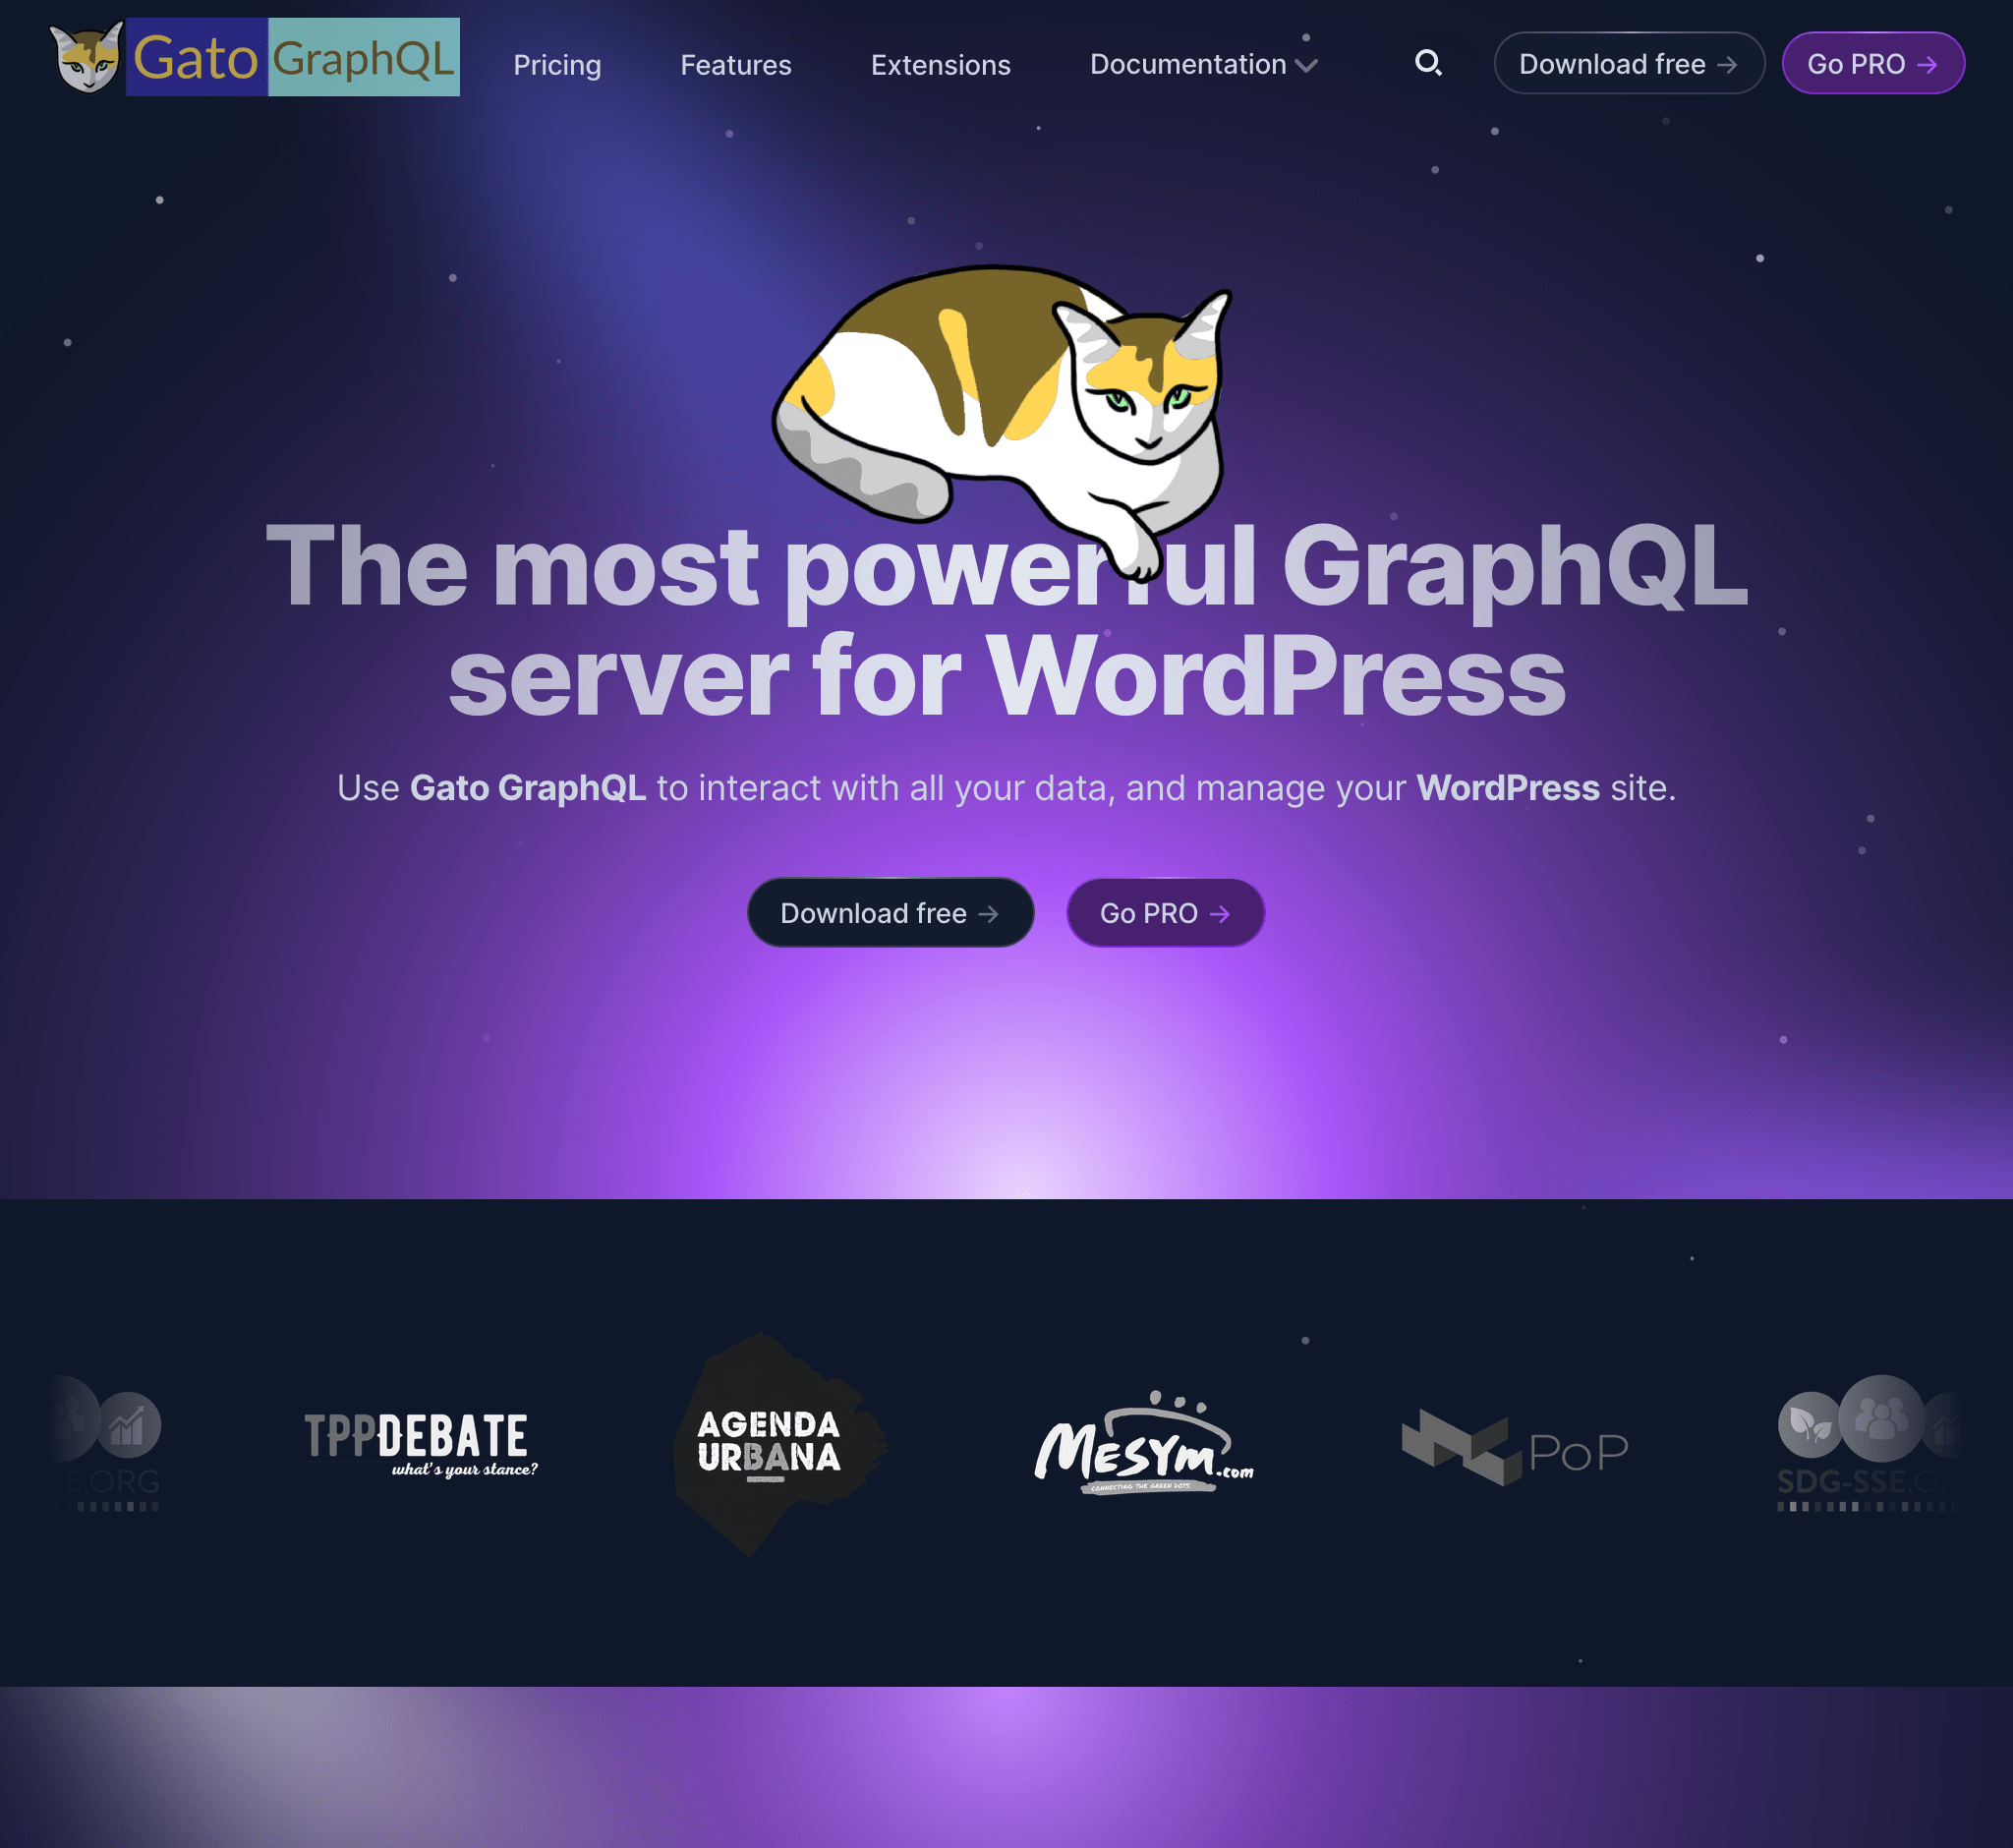 Gato GraphQL
Pricing
Features
Extensions
Documentation
Download free →
Go PRO →
The most powerful GraphQL
server for WordPress
Use Gato GraphQL to interact with all your data, and manage your WordPress site.
Download free →
Go PRO →
E.ORG
TPPDEBATE
what's your stance?
AGENDA
URBANA
MESYM.com
CONNECTING THE GREEN DOTS.
PoP
SDG-SSE.O